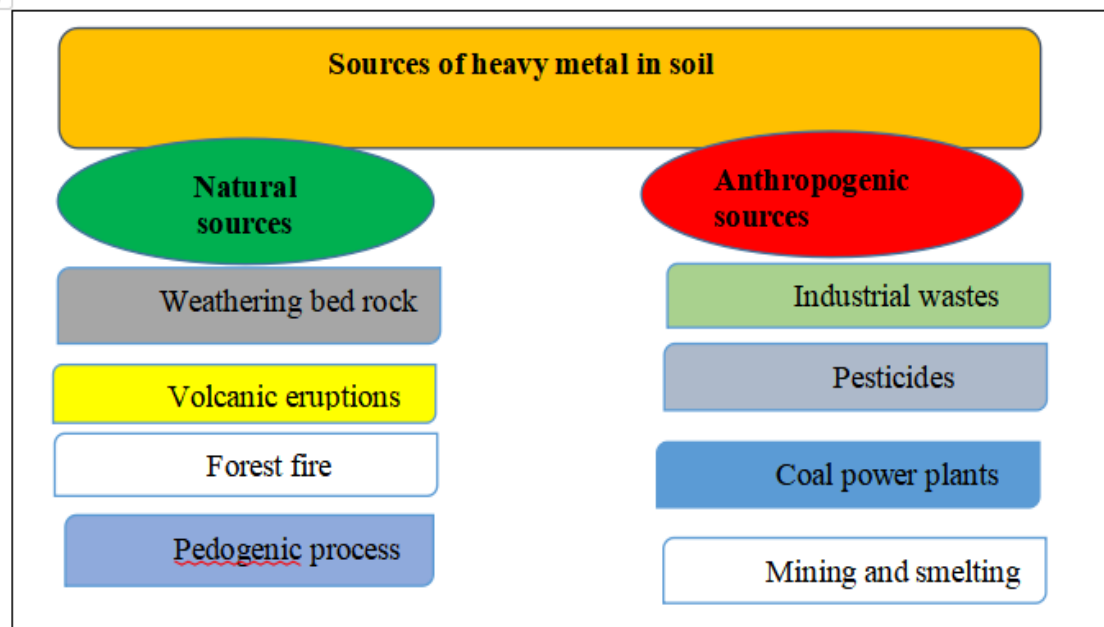 Sources of heavy metal in soil
Natural
sources
Weathering bed rock
Volcanic eruptions
Forest fire
Pedogenic process
Anthropogenic
sources
Industrial wastes
Pesticides
Coal power plants
Mining and smelting